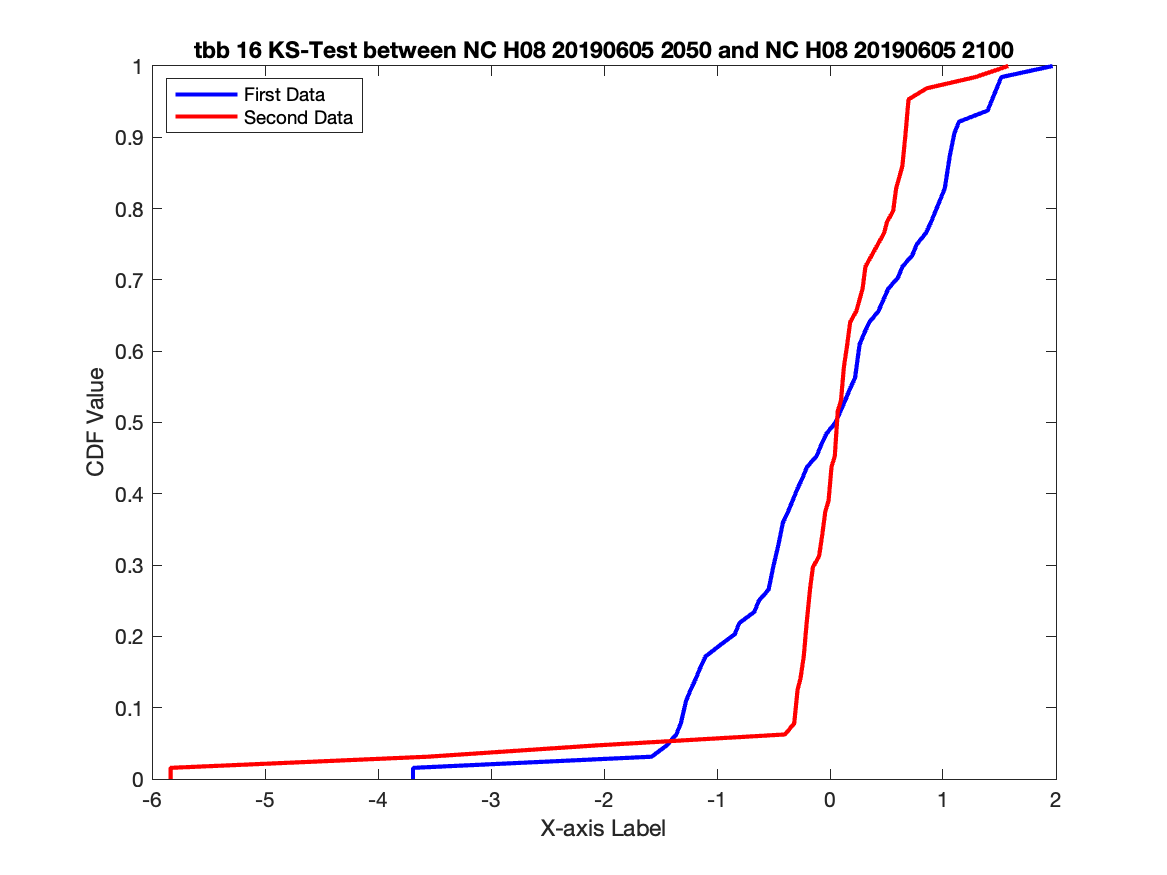 tbb 16 KS-Test between NC H08 20190605 2050 and NC H08 20190605 2100
First Data
Second Data
1
0.9
0.8
0.7
0.6
0.5
0.4
0.3
0.2
0.1
0
CDF Value
-6 -5 -4 -3 -2 -1 0 1 2
X-axis Label